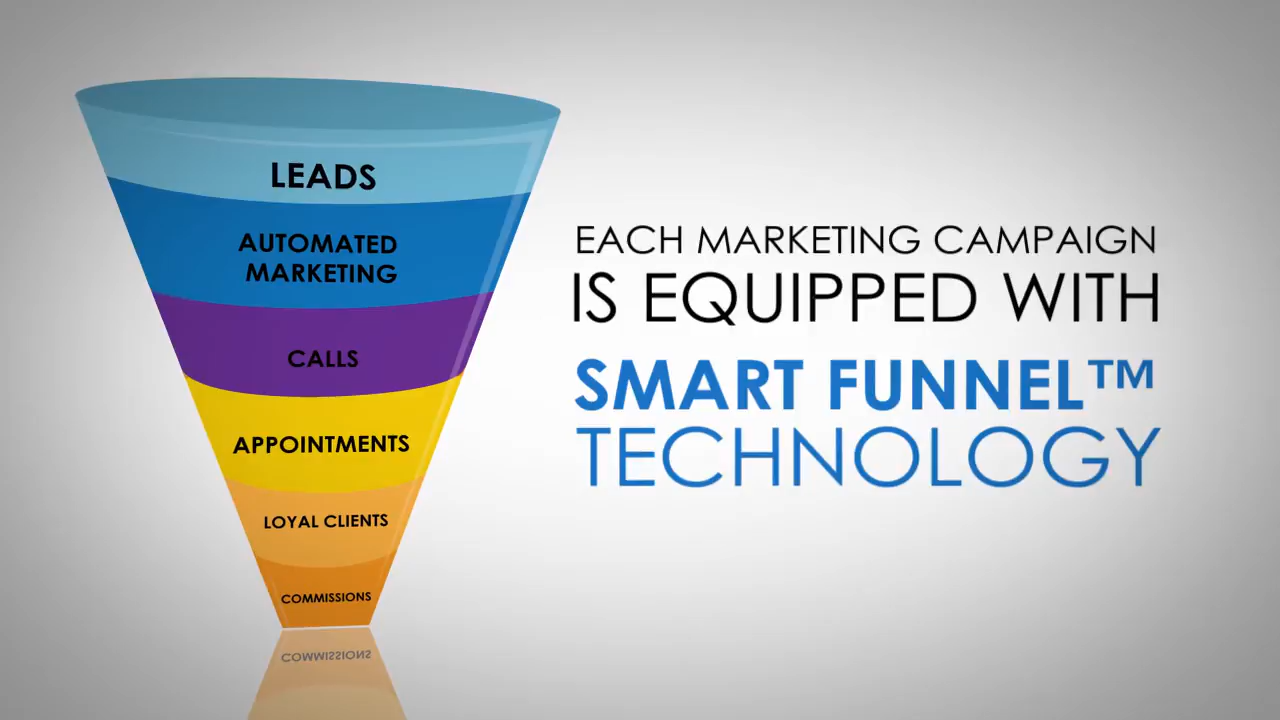 LEADS
AUTOMATED
MARKETING
CALLS
APPOINTMENTS
LOYAL CLIENTS
COMMISSIONS
COMMISSIONS
EACH MARKETING CAMPAIGN
IS EQUIPPED WITH
SMART FUNNEL™
TECHNOLOGY